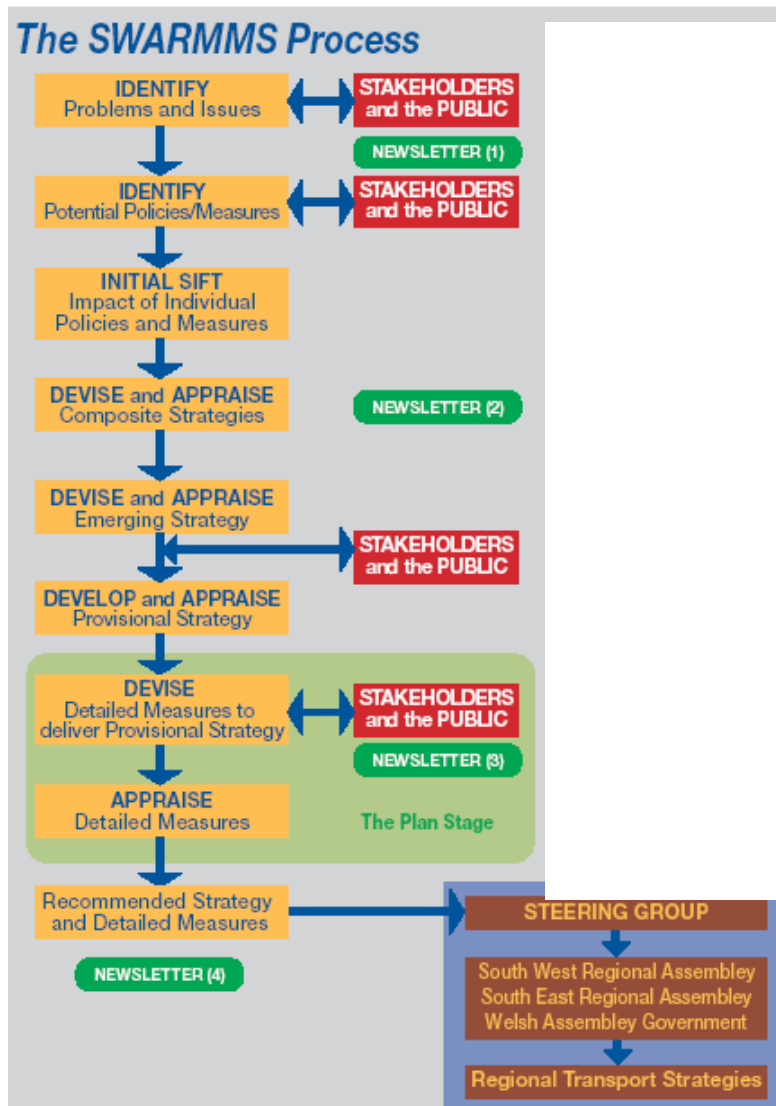 The SWARMMS Process
IDENTIFY
Problems and Issues
STAKEHOLDERS
and the PUBLIC
NEWSLETTER (1)
IDENTIFY
Potential Policies/Measures
STAKEHOLDERS
and the PUBLIC
INITIAL SIFT
Impact of Individual
Policies and Measures
DEVISE and APPRAISE
Composite Strategies
NEWSLETTER (2)
DEVISE and APPRAISE
Emerging Strategy
STAKEHOLDERS
and the PUBLIC
DEVELOP and APPRAISE
Provisional Strategy
DEVISE
Detailed Measures to
deliver Provisional Strategy
STAKEHOLDERS
and the PUBLIC
NEWSLETTER (3)
APPRAISE
Detailed Measures
The Plan Stage
Recommended Strategy
and Detailed Measures
NEWSLETTER (4)
STEERING GROUP
South West Regional Assembley
South East Regional Assembley
Welsh Assembley Government
Regional Transport Strategies